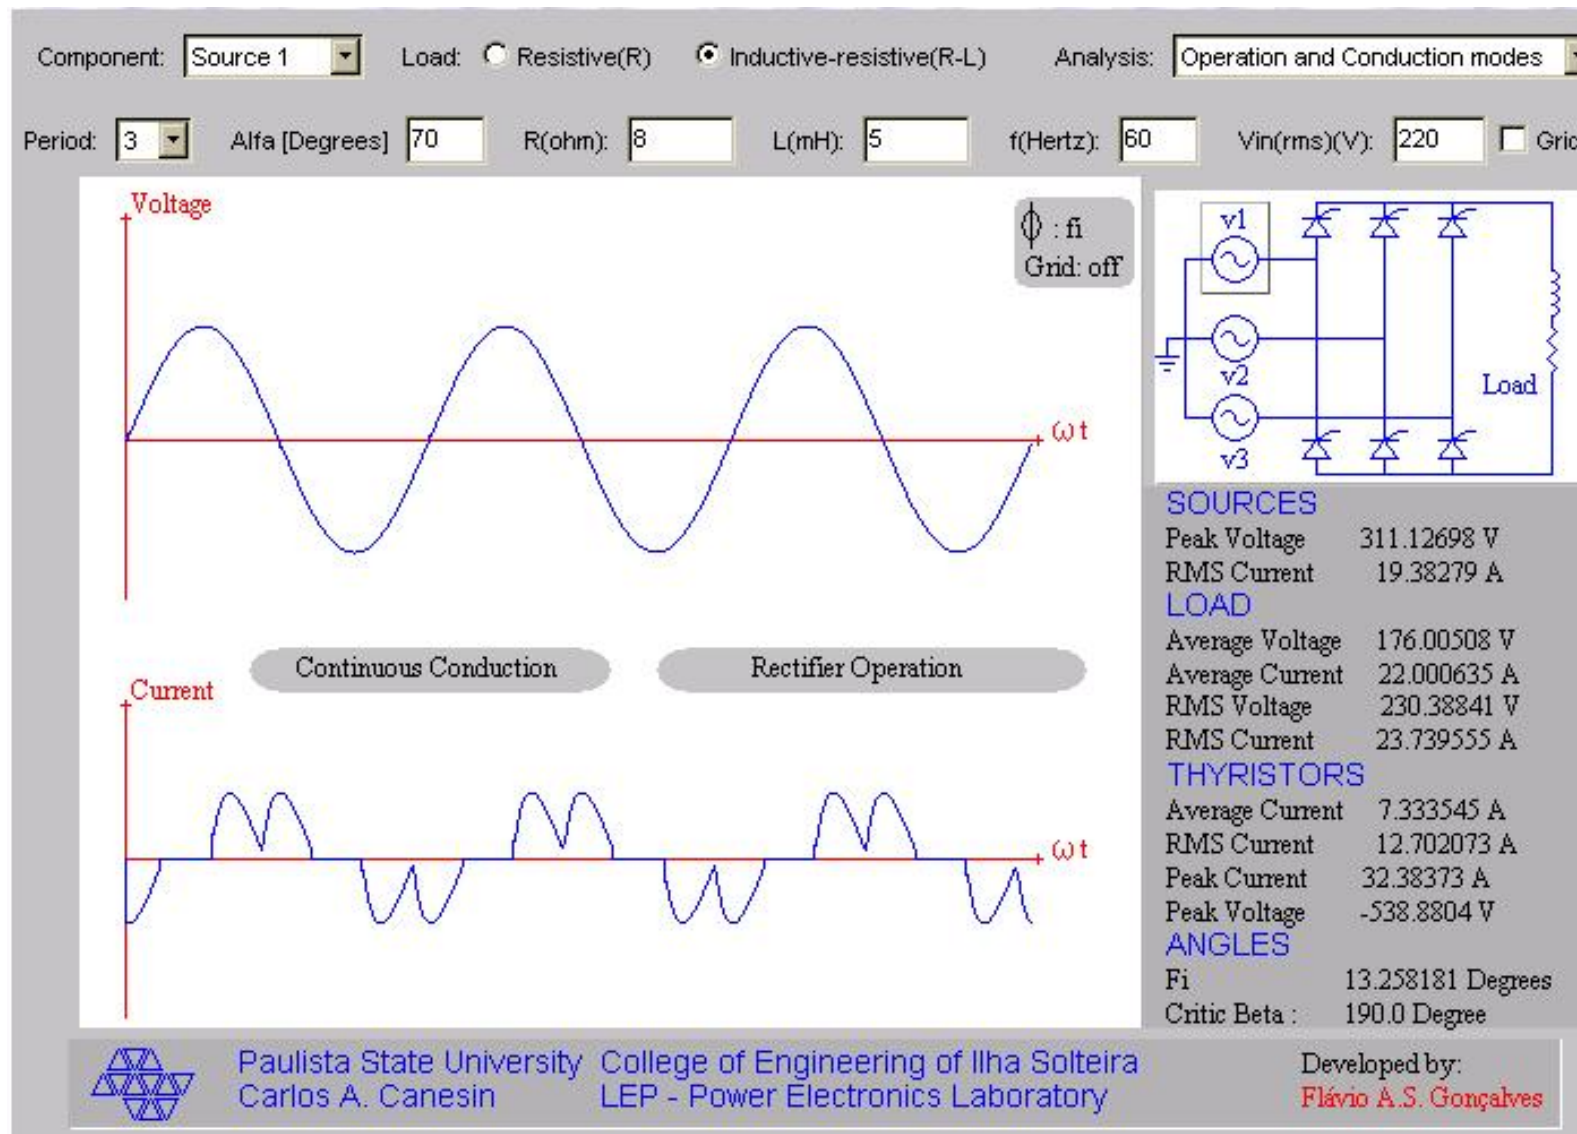 Component: Source 1 Load: Resistive(R) Inductive-resistive(R-L) Analysis: Operation and Conduction modes
Period: 3 Alfa [Degrees] 70 R(ohm): 8 L(mH): 5 f(Hertz): 60 Vin(rms)(V): 220 Grid
Voltage
ϕ : fi
Grid: off
ωt
Continuous Conduction Rectifier Operation
Current
ωt
v1
v2
v3
Load
SOURCES
Peak Voltage 311.12698 V
RMS Current 19.38279 A
LOAD
Average Voltage 176.00508 V
Average Current 22.000635 A
RMS Voltage 230.38841 V
RMS Current 23.739555 A
THYRISTORS
Average Current 7.333545 A
RMS Current 12.702073 A
Peak Current 32.38373 A
Peak Voltage -538.8804 V
ANGLES
Fi 13.258181 Degrees
Critic Beta : 190.0 Degree
Paulista State University College of Engineering of Ilha Solteira
Carlos A. Canesin LEP - Power Electronics Laboratory
Developed by:
Flávio A.S. Gonçalves